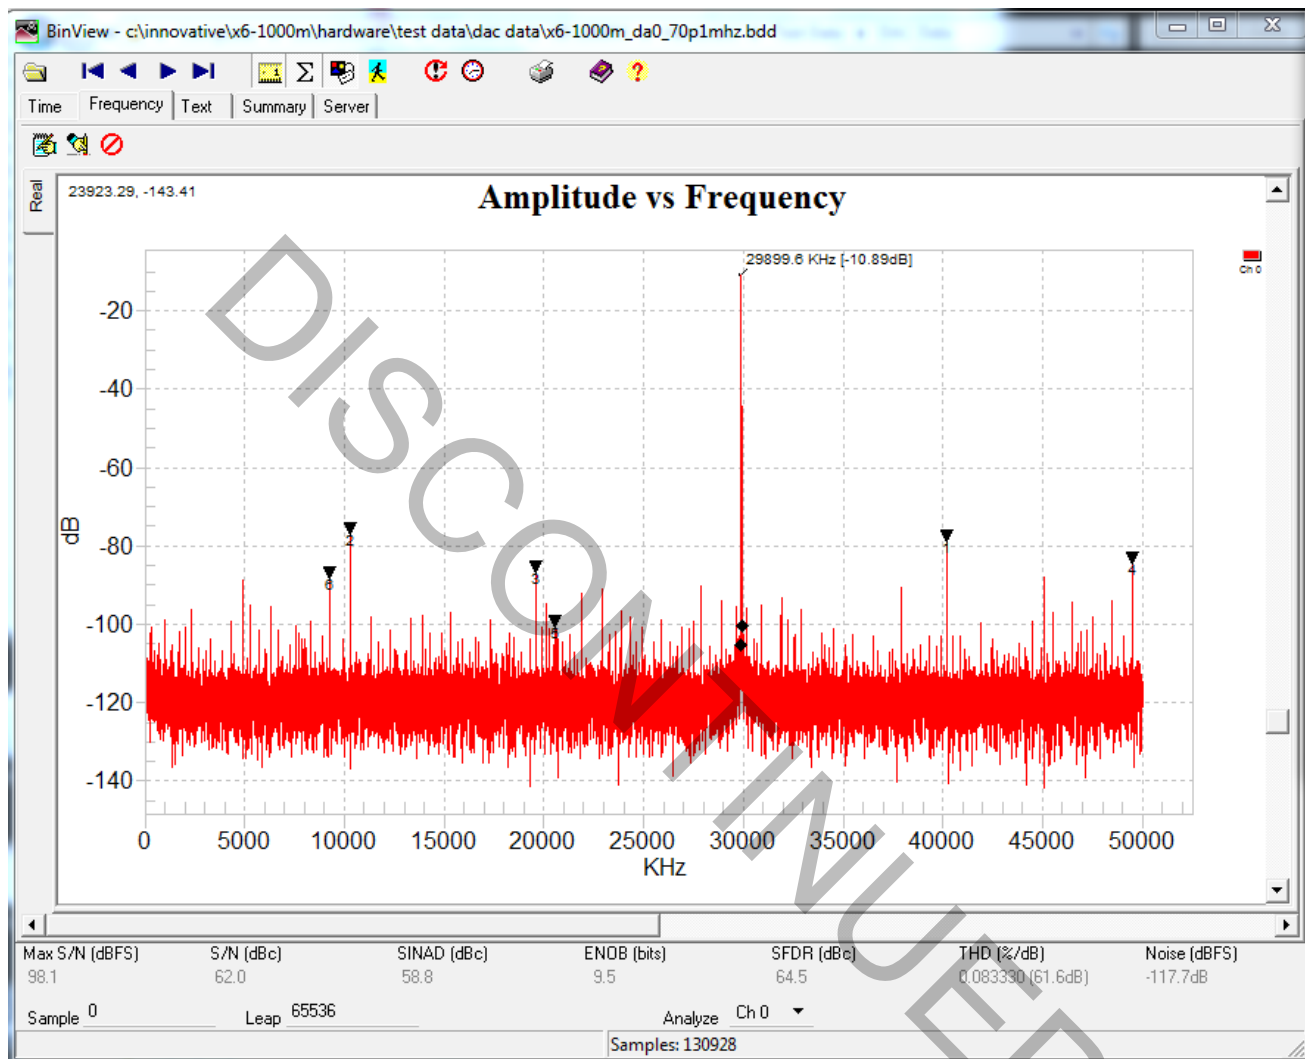 BinView - c:\innovative\x6-1000m\hardware\test data\dac data\x6-1000m_da0_70p1mhz.bdd
Time Frequency Text Summary Server
Real
23923.29, -143.41
Amplitude vs Frequency
29899.6 KHz [-10.89dB]
Ch 0
-20
-40
-60
-80
-100
-120
-140
dB
6
2
3
5
1
4
0 5000 10000 15000 20000 25000 30000 35000 40000 45000 50000
KHz
DISCONTINUED
Max S/N (dBFS) S/N (dBc) SINAD (dBc) ENOB (bits) SFDR (dBc) THD (%/dB) Noise (dBFS)
98.1 62.0 58.8 9.5 64.5 0.083330 (61.6dB) -117.7dB
Sample 0 Leap 65536 Analyze Ch 0
Samples: 130928